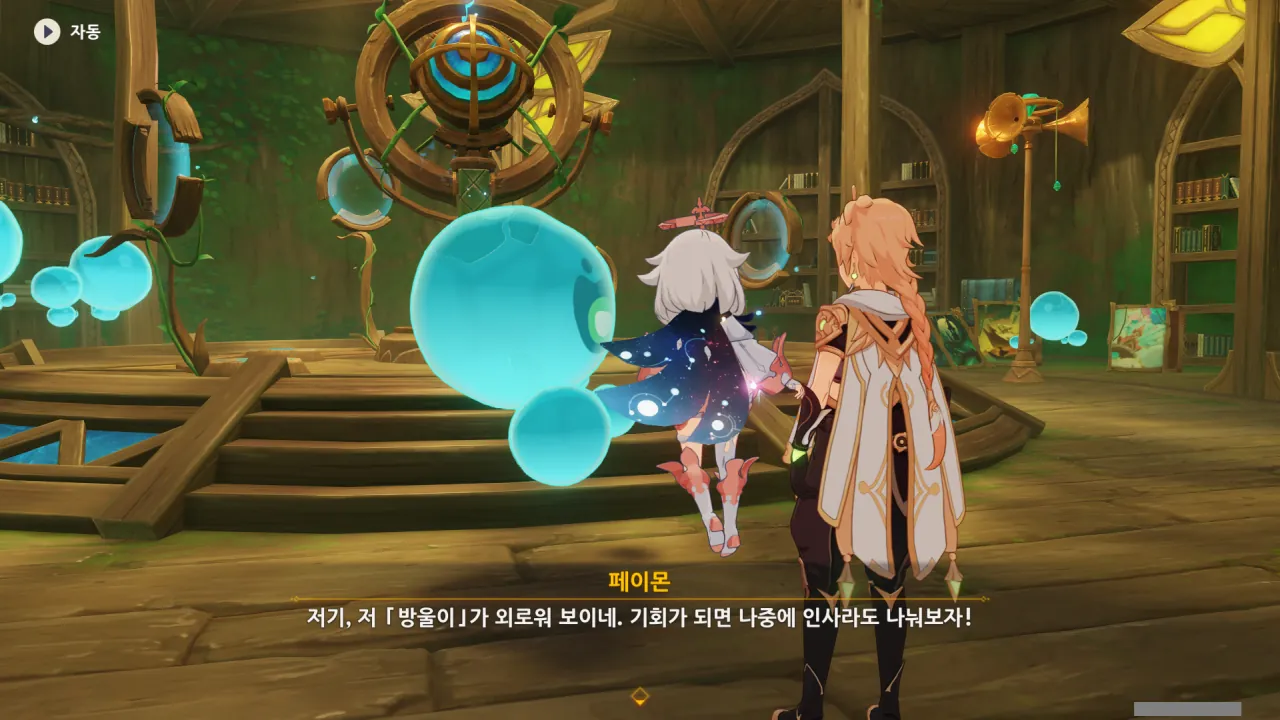 자동
페이몬
저기, 저 「방울이」가 외로워 보이네. 기회가 되면 나중에 인사라도 나눠보자!